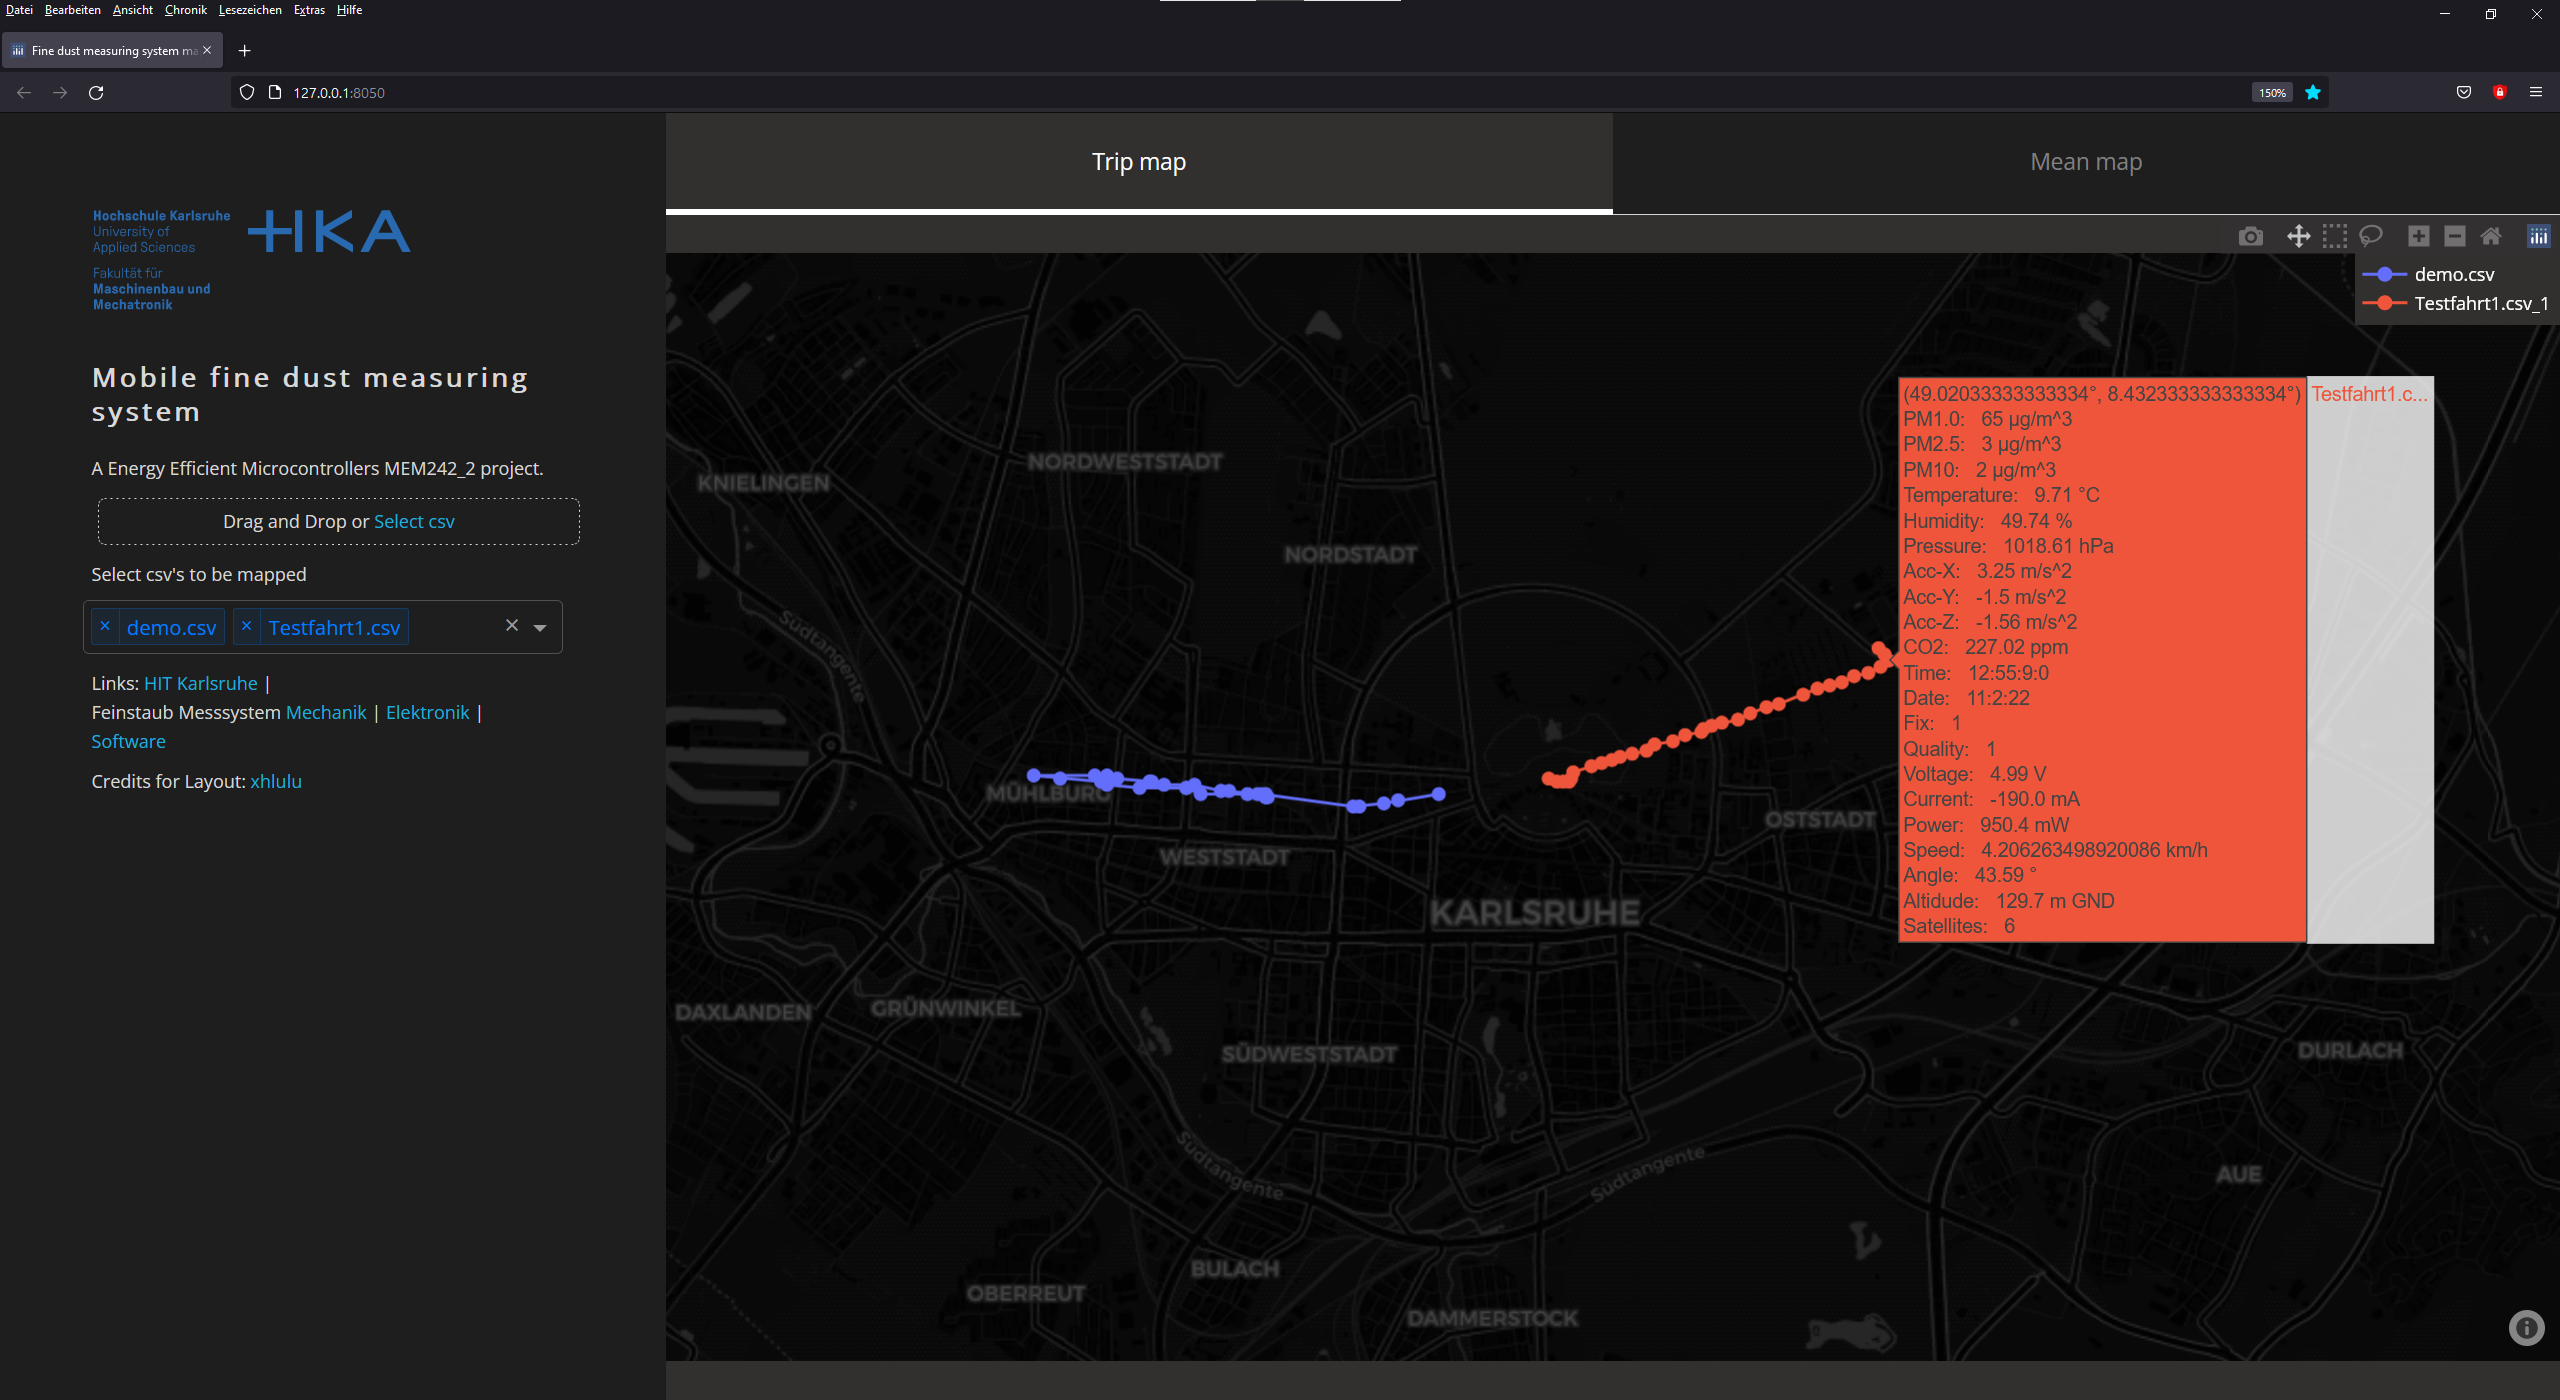 Datei Bearbeiten Ansicht Chronik Lesezeichen Extras Hilfe
Fine dust measuring system ma
127.0.0.1:8050
150%
Hochschule Karlsruhe
University of
Applied Sciences
HKA
Fakultät für
Maschinenbau und
Mechatronik
Mobile fine dust measuring
system
A Energy Efficient Microcontrollers MEM242_2 project.
Drag and Drop or Select csv
Select csv's to be mapped
× demo.csv × Testfahrt1.csv
Links: HIT Karlsruhe |
Feinstaub Messsystem Mechanik | Elektronik |
Software
Credits for Layout: xhlulu
Trip map
Mean map
demo.csv
Testfahrt1.csv_1
(49.02033333333334°, 8.432333333333334°)
Testfahrt1.c...
PM1.0: 65 µg/m^3
PM2.5: 3 µg/m^3
PM10: 2 µg/m^3
Temperature: 9.71 °C
Humidity: 49.74 %
Pressure: 1018.61 hPa
Acc-X: 3.25 m/s^2
Acc-Y: -1.5 m/s^2
Acc-Z: -1.56 m/s^2
CO2: 227.02 ppm
Time: 12:55:9:0
Date: 11:2:22
Fix: 1
Quality: 1
Voltage: 4.99 V
Current: -190.0 mA
Power: 950.4 mW
Speed: 4.206263498920086 km/h
Angle: 43.59 °
Altidude: 129.7 m GND
Satellites: 6
NORDWESTSTADT
KNIELINGEN
NORDSTADT
Südtangente
MÜHLBURG
OSTSTADT
WESTSTADT
KARLSRUHE
DAXLANDEN
GRÜNWINKEL
SÜDWESTSTADT
DURLACH
Südtangente
Südtangente
AUE
BULACH
OBERREUT
DAMMERSTOCK